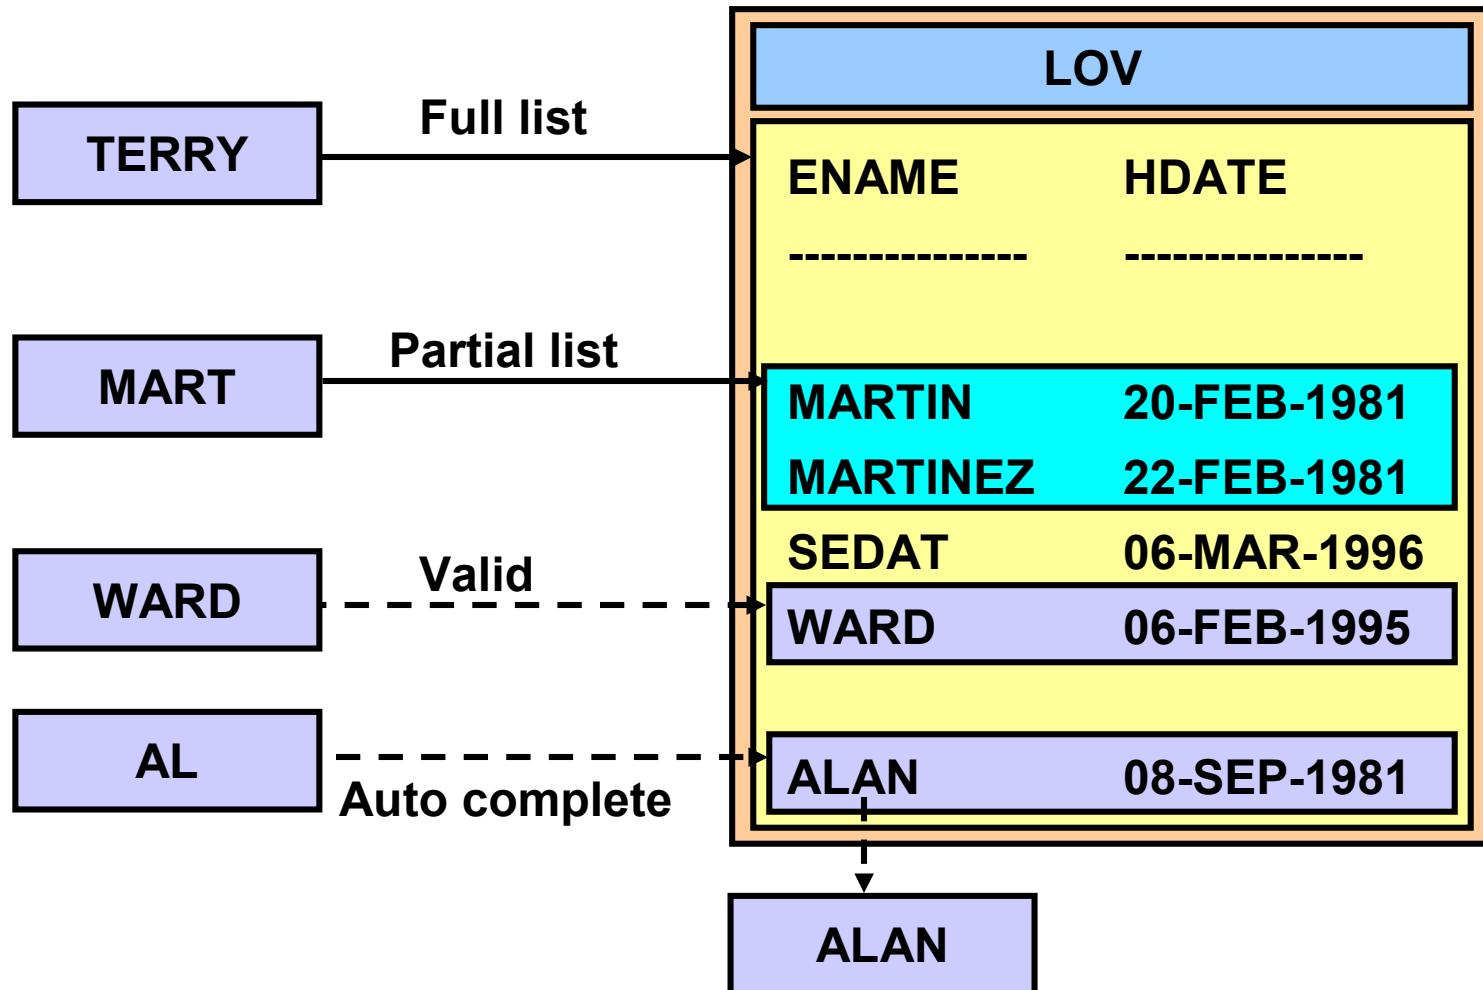 LOV
TERRY
Full list
ENAME HDATE
--------------- ---------------
MART
Partial list
MARTIN 20-FEB-1981
MARTINEZ 22-FEB-1981
SEDAT 06-MAR-1996
WARD
Valid
WARD 06-FEB-1995
AL
Auto complete
ALAN 08-SEP-1981
ALAN